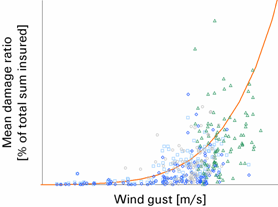 Mean damage ratio
[% of total sum insured]
Wind gust [m/s]